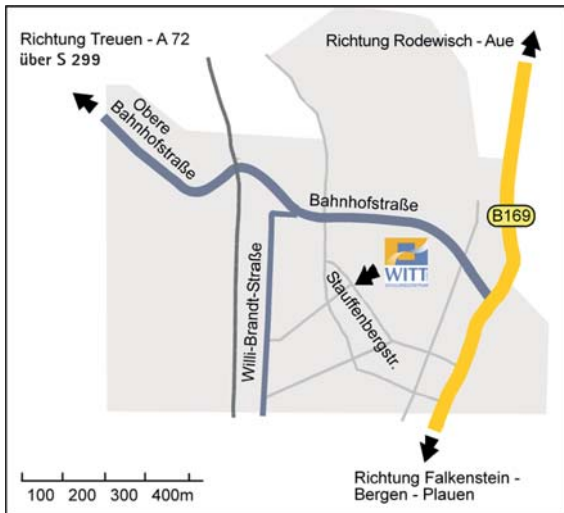 Richtung Treuen - A 72
über S 299
Richtung Rodewisch - Aue
Obere
Bahnhofstraße
Bahnhofstraße
B169
WITT
Willi-Brandt-Straße
Stauffenbergstr.
Richtung Falkenstein -
Bergen - Plauen
100 200 300 400m